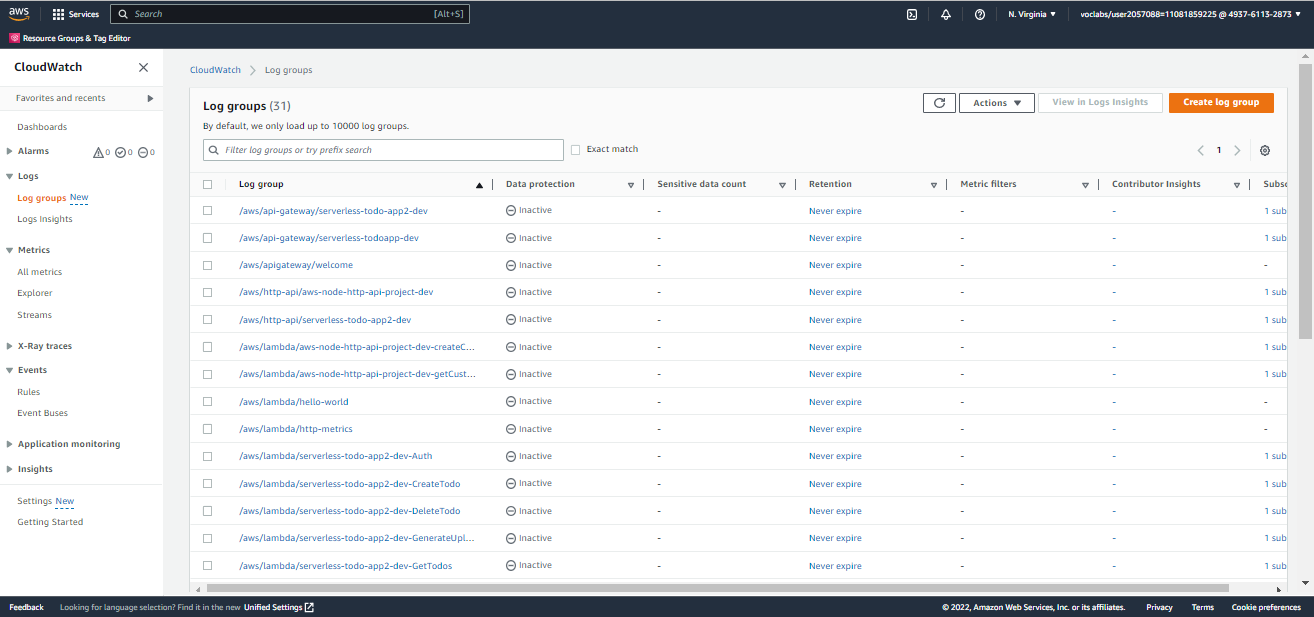 aws Services Search [Alt+S] N. Virginia voclabs/user2057088=11081859225 @ 4937-6113-2873
Resource Groups & Tag Editor
CloudWatch
Favorites and recents
Dashboards
Alarms 0 0 0
Logs
Log groups New
Logs Insights
Metrics
All metrics
Explorer
Streams
X-Ray traces
Events
Rules
Event Buses
Application monitoring
Insights
Settings New
Getting Started
CloudWatch Log groups
Log groups (31)
Actions View in Logs Insights Create log group
By default, we only load up to 10000 log groups.
Filter log groups or try prefix search Exact match 1
Log group Data protection Sensitive data count Retention Metric filters Contributor Insights Subsc
/aws/api-gateway/serverless-todo-app2-dev Inactive - Never expire - - 1 sub
/aws/api-gateway/serverless-todoapp-dev Inactive - Never expire - - 1 sub
/aws/apigateway/welcome Inactive - Never expire - - -
/aws/http-api/aws-node-http-api-project-dev Inactive - Never expire - - 1 sub
/aws/http-api/serverless-todo-app2-dev Inactive - Never expire - - 1 sub
/aws/lambda/aws-node-http-api-project-dev-createC... Inactive - Never expire - - 1 sub
/aws/lambda/aws-node-http-api-project-dev-getCust... Inactive - Never expire - - 1 sub
/aws/lambda/hello-world Inactive - Never expire - - -
/aws/lambda/http-metrics Inactive - Never expire - - -
/aws/lambda/serverless-todo-app2-dev-Auth Inactive - Never expire - - 1 sub
/aws/lambda/serverless-todo-app2-dev-CreateTodo Inactive - Never expire - - 1 sub
/aws/lambda/serverless-todo-app2-dev-DeleteTodo Inactive - Never expire - - 1 sub
/aws/lambda/serverless-todo-app2-dev-GenerateUpl... Inactive - Never expire - - 1 sub
/aws/lambda/serverless-todo-app2-dev-GetTodos Inactive - Never expire - - 1 sub
Feedback Looking for language selection? Find it in the new Unified Settings © 2022, Amazon Web Services, Inc. or its affiliates. Privacy Terms Cookie preferences